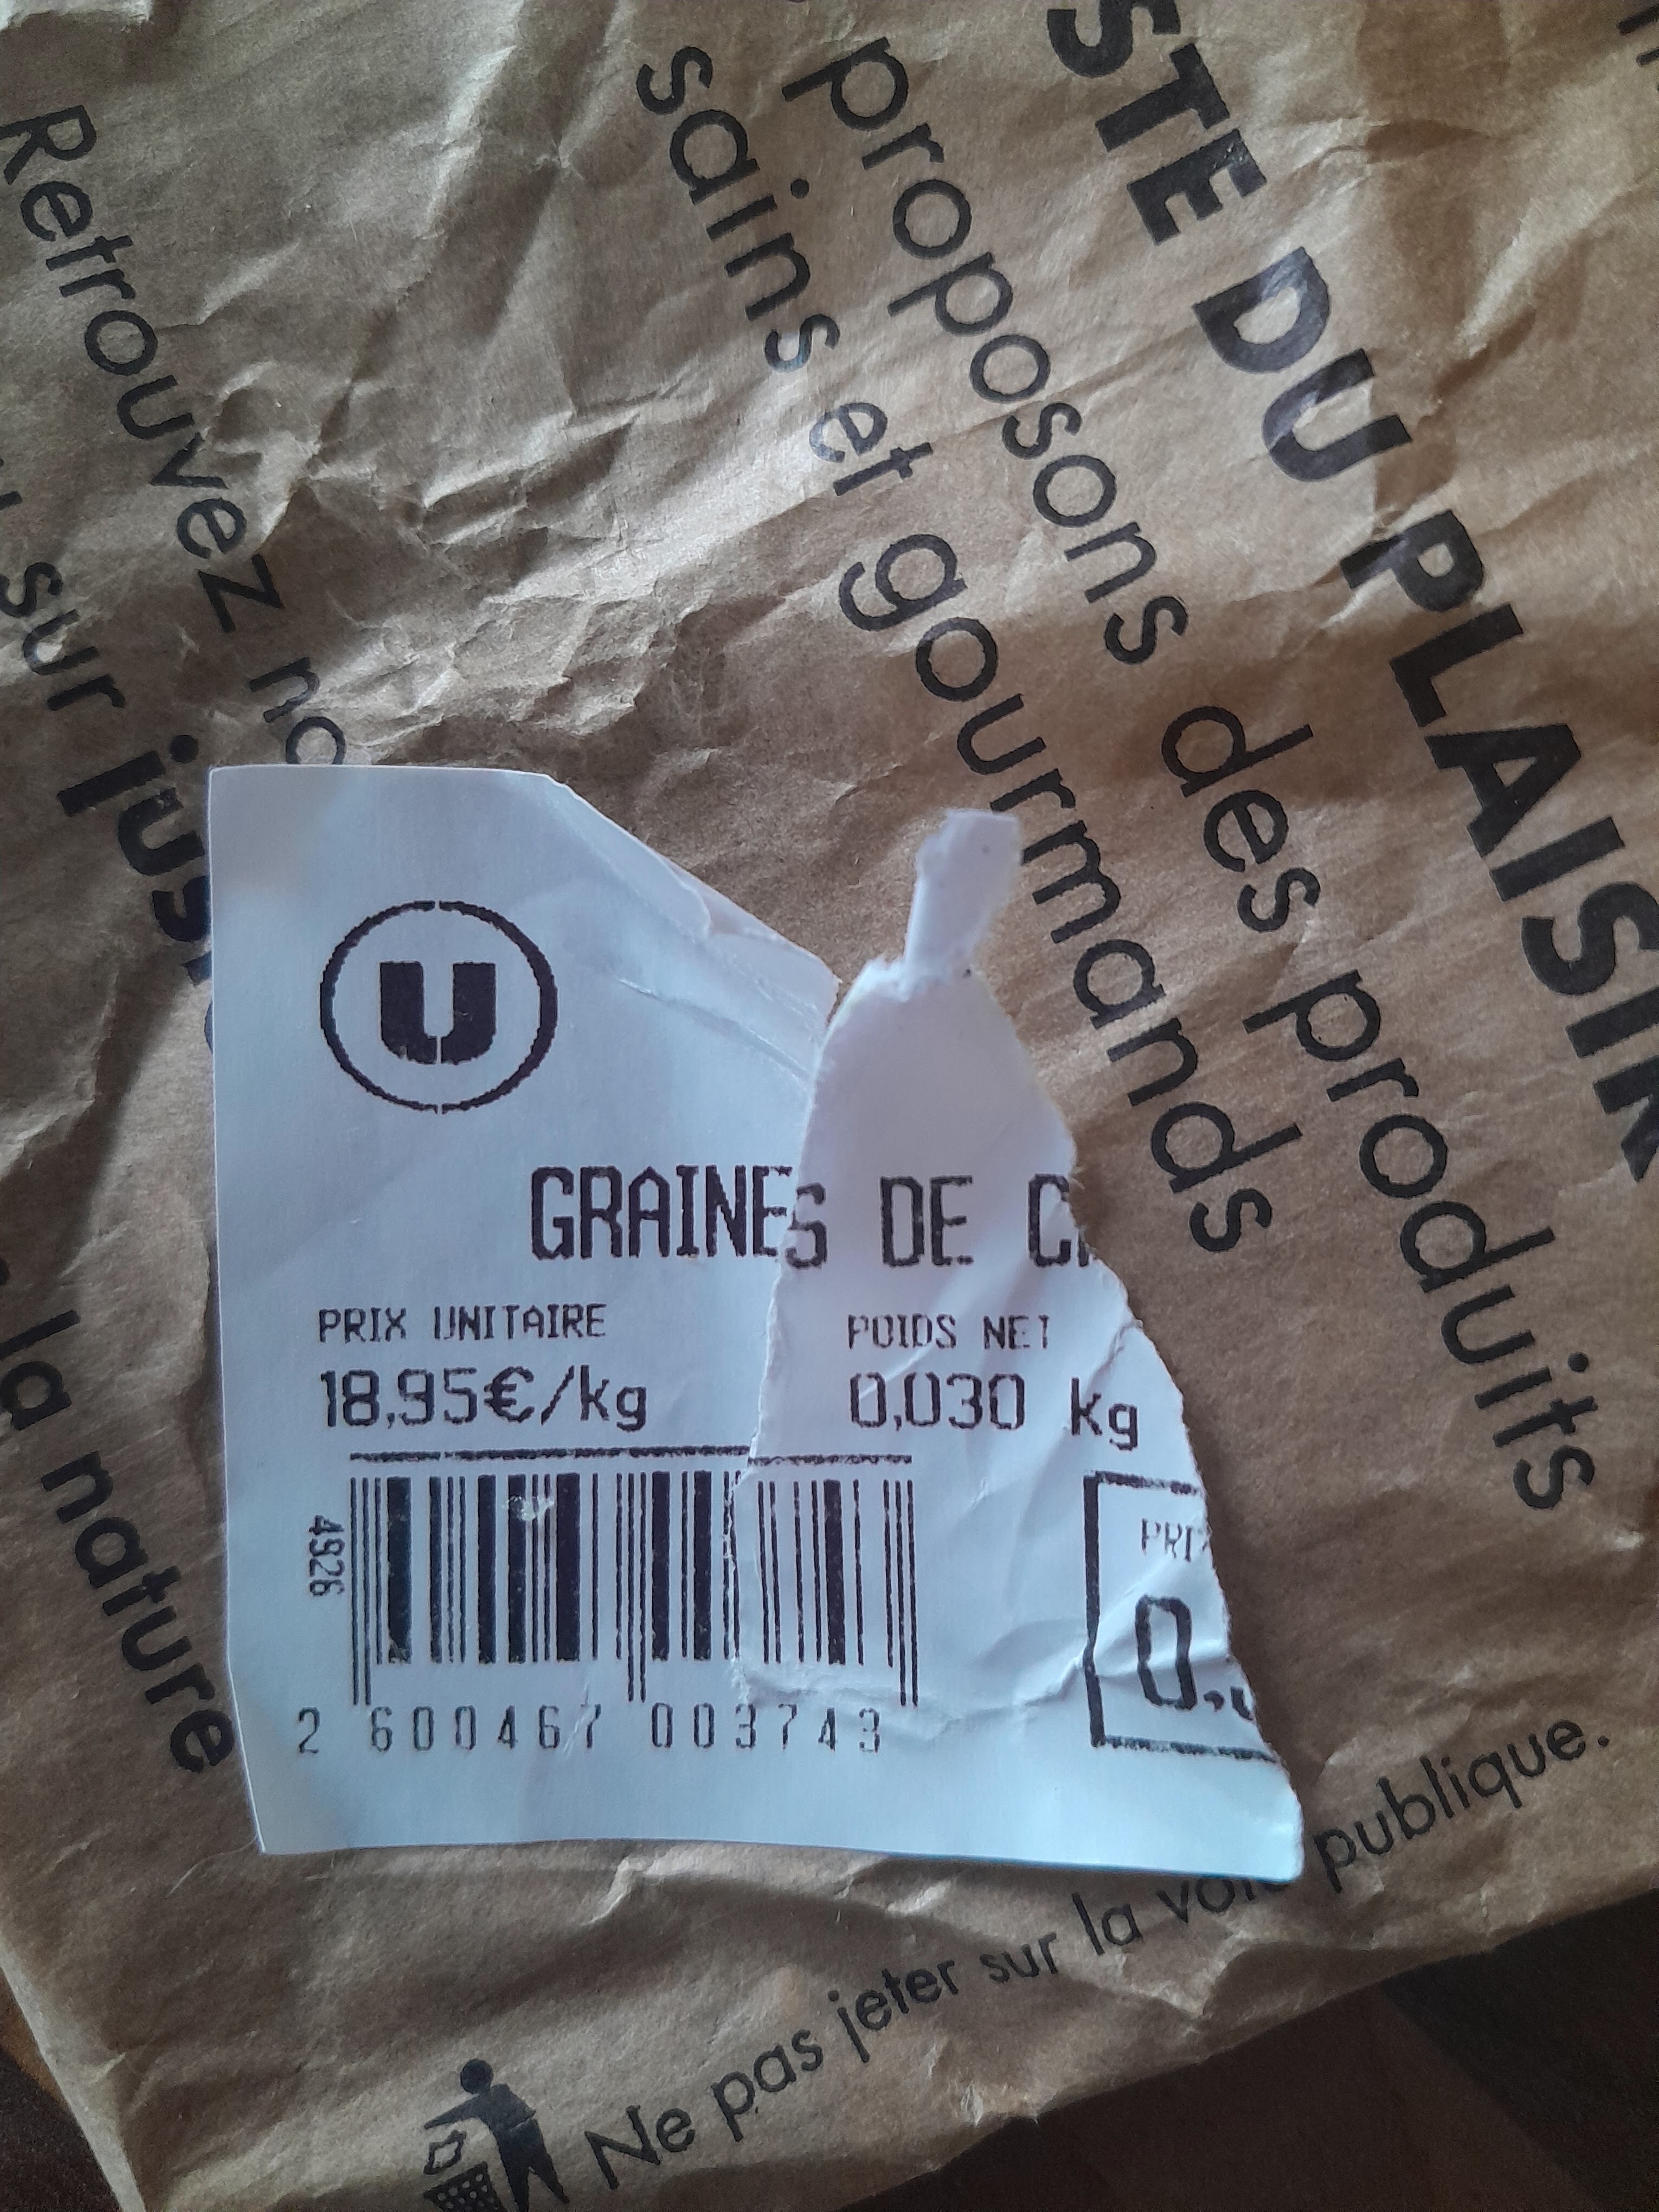 STE DU PLAISIR
proposons des produits
sains et gourmands
Retrouvez
sur
la nature
U
GRAINES DE
PRIX UNITAIRE
POIDS NET
18,95€/kg
0,030 kg
4926
2 600467 003743
Ne pas jeter sur la voie publique.